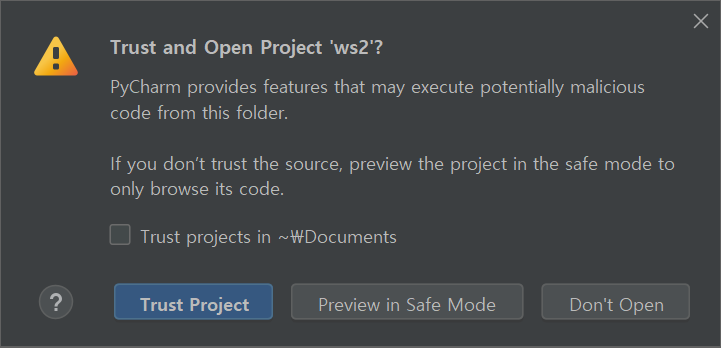 Trust and Open Project 'ws2'?
PyCharm provides features that may execute potentially malicious
code from this folder.
If you don’t trust the source, preview the project in the safe mode to
only browse its code.
Trust projects in ~₩Documents
?
Trust Project
Preview in Safe Mode
Don't Open